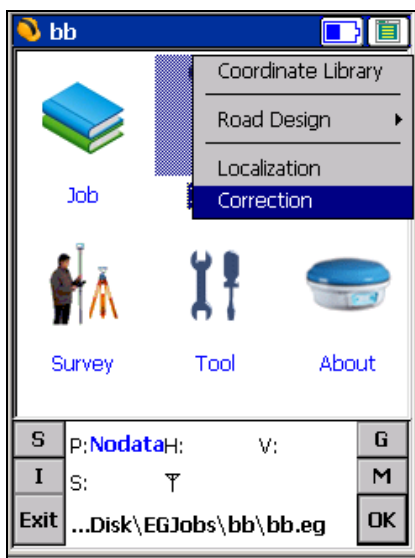 bb
Coordinate Library
Road Design
Localization
Correction
Job
Survey Tool About
S P:Nodata H: V: G
I S: M
Exit ...Disk\EGJobs\bb\bb.eg OK